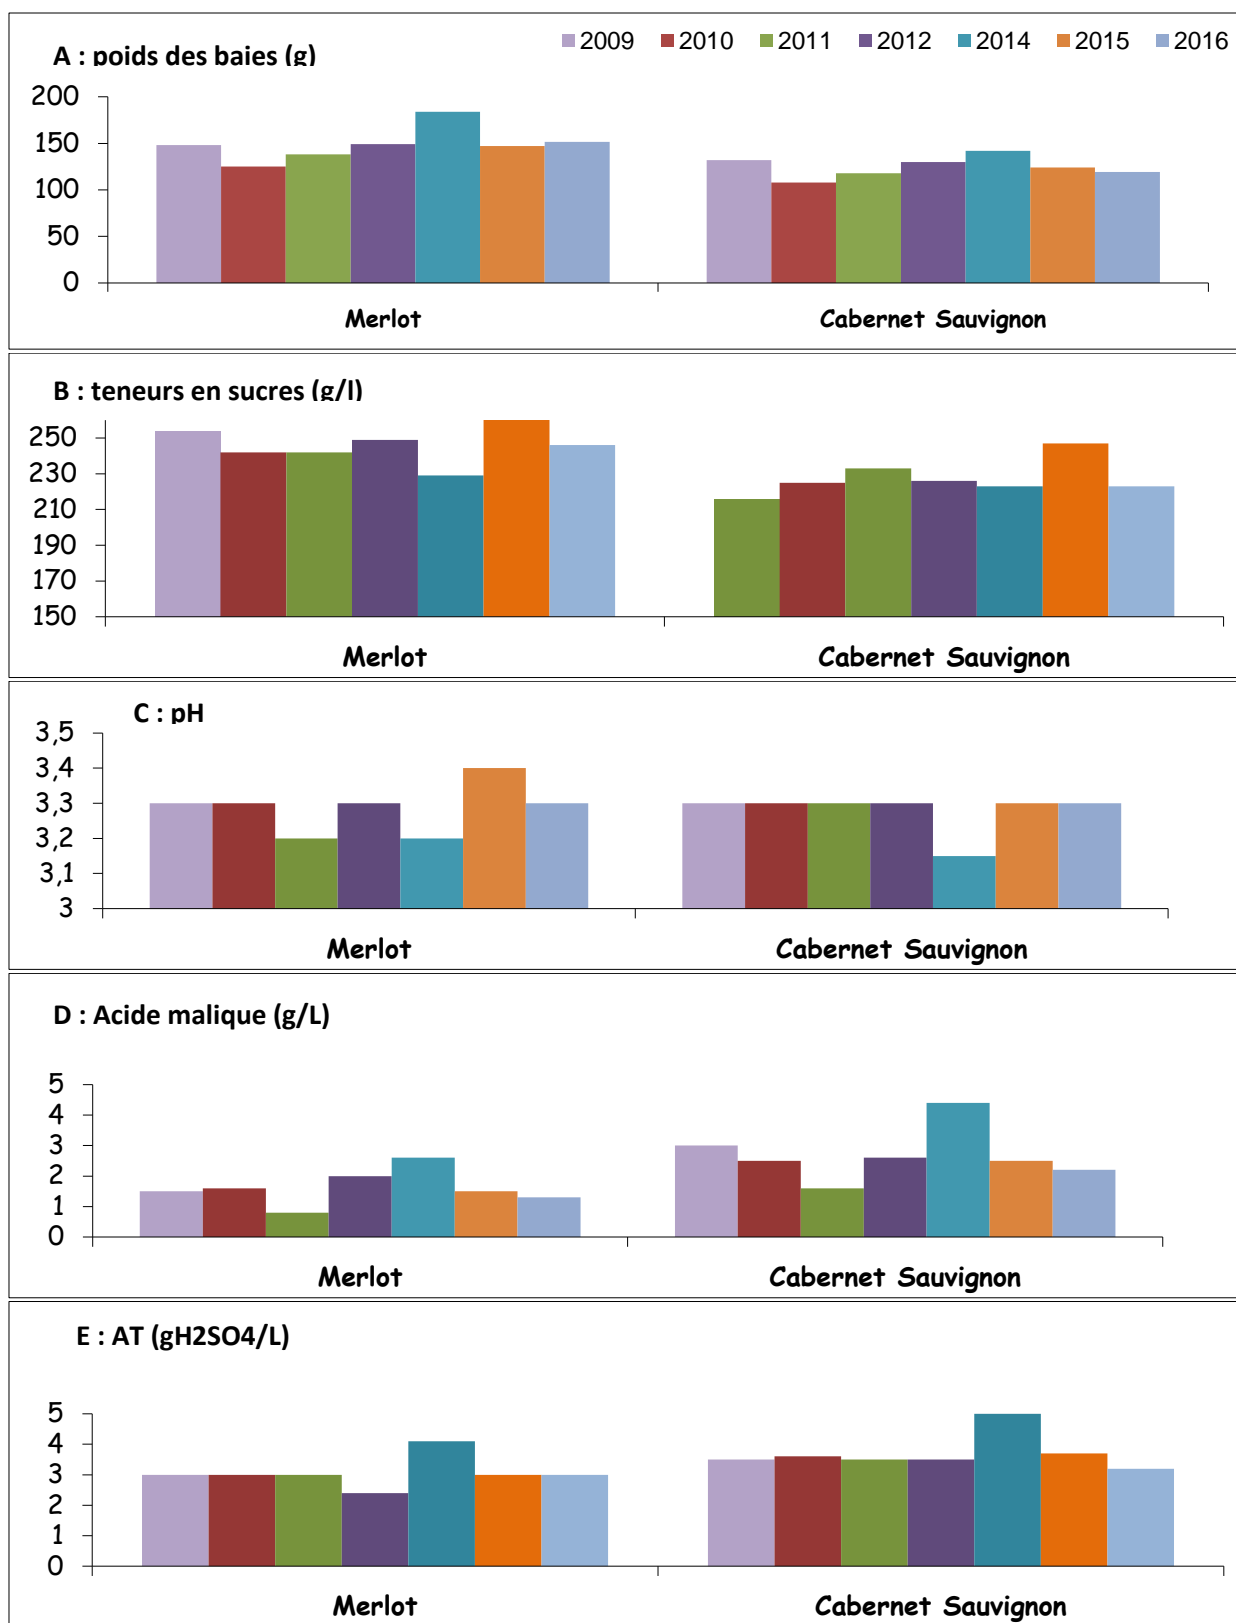 A : poids des baies (g)
2009 2010 2011 2012 2014 2015 2016
200
150
100
50
0
Merlot Cabernet Sauvignon
B : teneurs en sucres (g/l)
250
230
210
190
170
150
Merlot Cabernet Sauvignon
C : pH
3,5
3,4
3,3
3,2
3,1
3
Merlot Cabernet Sauvignon
D : Acide malique (g/L)
5
4
3
2
1
0
Merlot Cabernet Sauvignon
E : AT (gH2SO4/L)
5
4
3
2
1
0
Merlot Cabernet Sauvignon